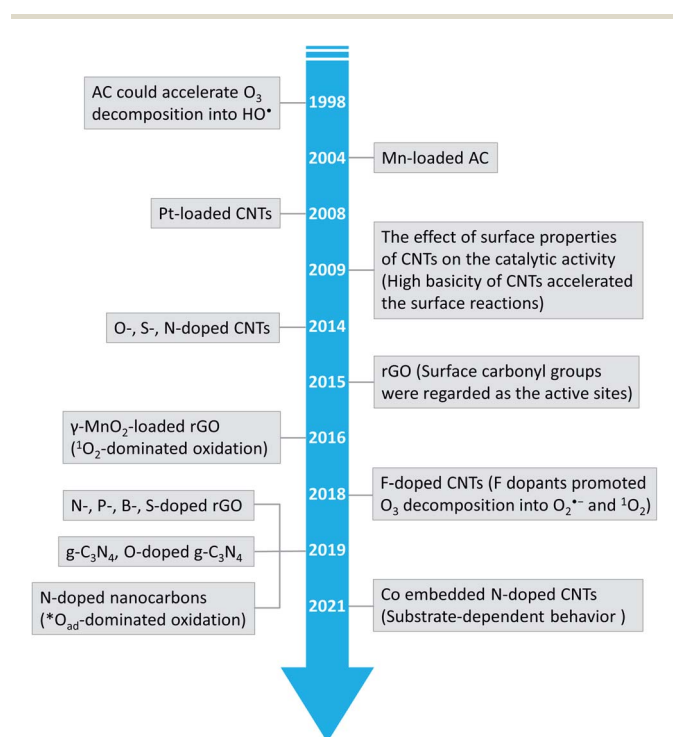 AC could accelerate O₃
decomposition into HO•
1998
2004
Mn-loaded AC
Pt-loaded CNTs
2008
The effect of surface properties
of CNTs on the catalytic activity
(High basicity of CNTs accelerated
the surface reactions)
2009
O-, S-, N-doped CNTs
2014
2015
rGO (Surface carbonyl groups
were regarded as the active sites)
γ-MnO₂-loaded rGO
(¹O₂-dominated oxidation)
2016
2018
F-doped CNTs (F dopants promoted
O₃ decomposition into O₂•⁻ and ¹O₂)
N-, P-, B-, S-doped rGO
g-C₃N₄, O-doped g-C₃N₄
2019
N-doped nanocarbons
(*Oad-dominated oxidation)
2021
Co embedded N-doped CNTs
(Substrate-dependent behavior )